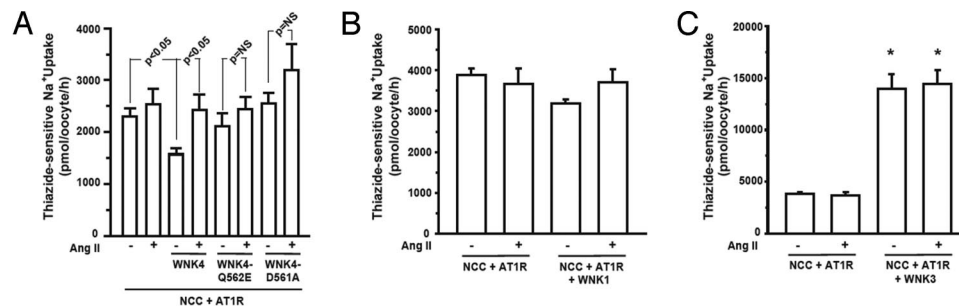 A
Thiazide-sensitive Na+Uptake
(pmol/oocyte/h)
4000
3000
2000
1000
0
p<0.05
p<0.05
p=NS
p=NS
Ang II
- + - + - + - +
WNK4
WNK4-
Q562E
WNK4-
D561A
NCC + AT1R
B
Thiazide-sensitive Na+Uptake
(pmol/oocyte/h)
5000
4000
3000
2000
1000
0
Ang II
- + - +
NCC + AT1R
NCC + AT1R
+ WNK1
C
Thiazide-sensitive Na+Uptake
(pmol/oocyte/h)
20000
15000
10000
5000
0
* *
Ang II
- + - +
NCC + AT1R
NCC + AT1R
+ WNK3